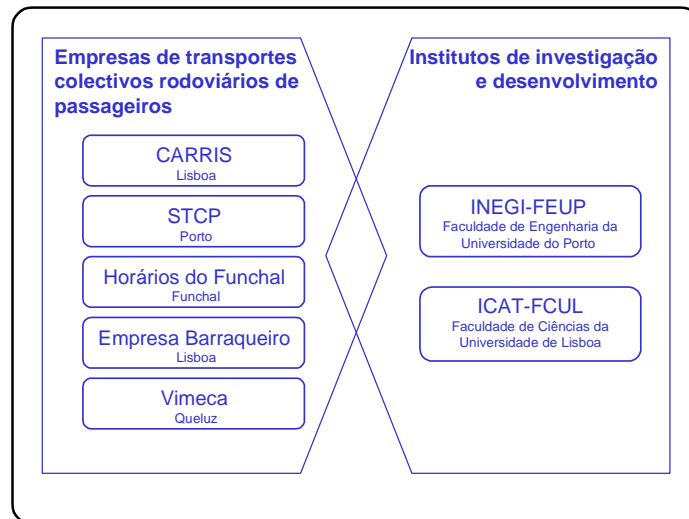 Empresas de transportes
colectivos rodoviários de
passageiros
CARRIS
Lisboa
STCP
Porto
Horários do Funchal
Funchal
Empresa Barraqueiro
Lisboa
Vimeca
Queluz
Institutos de investigação
e desenvolvimento
INEGI-FEUP
Faculdade de Engenharia da
Universidade do Porto
ICAT-FCUL
Faculdade de Ciências da
Universidade de Lisboa